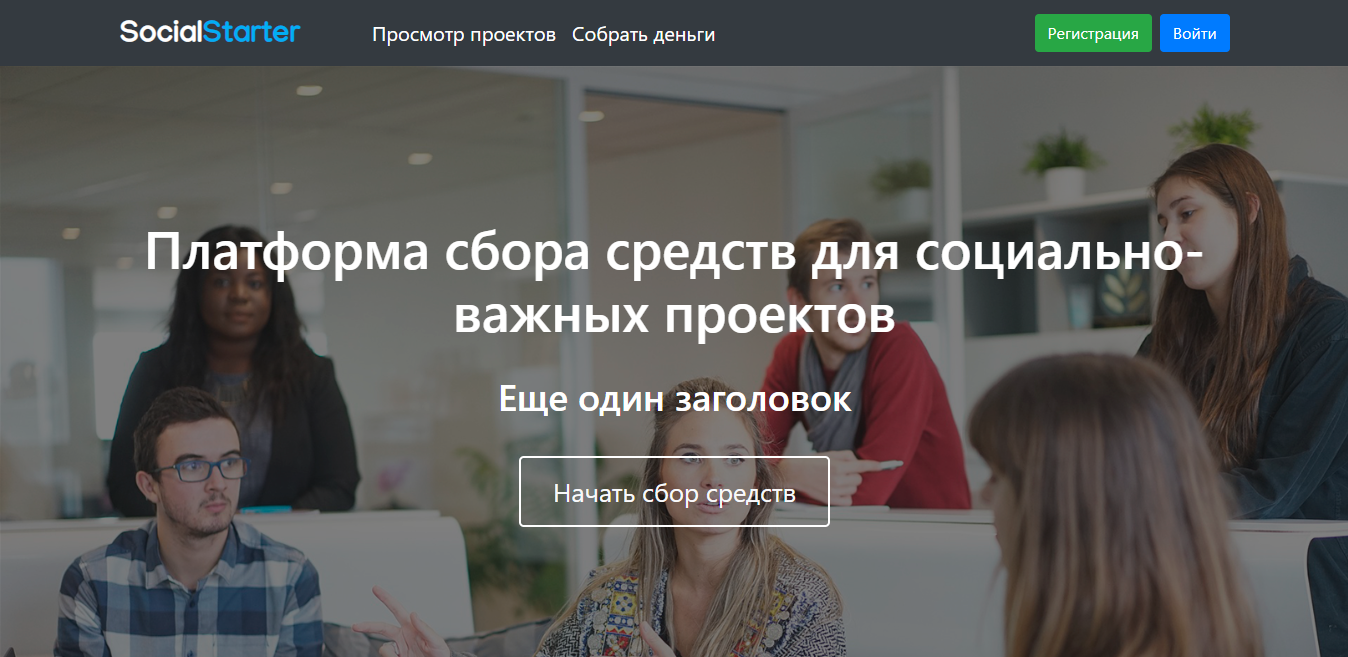 SocialStarter
Просмотр проектов
Собрать деньги
Регистрация
Войти
Платформа сбора средств для социально-
важных проектов
Еще один заголовок
Начать сбор средств